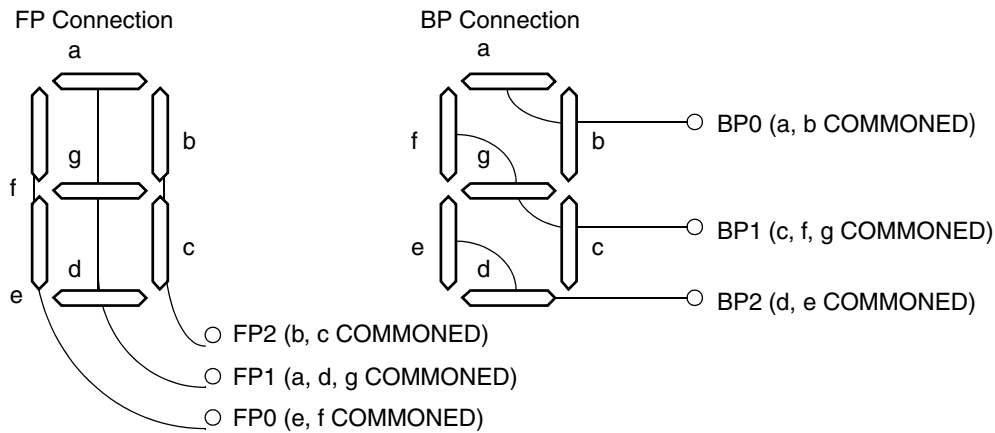 FP Connection
a
b
g
f
c
d
e
FP2 (b, c COMMONED)
FP1 (a, d, g COMMONED)
FP0 (e, f COMMONED)
BP Connection
a
BP0 (a, b COMMONED)
f
b
g
BP1 (c, f, g COMMONED)
e
c
d
BP2 (d, e COMMONED)